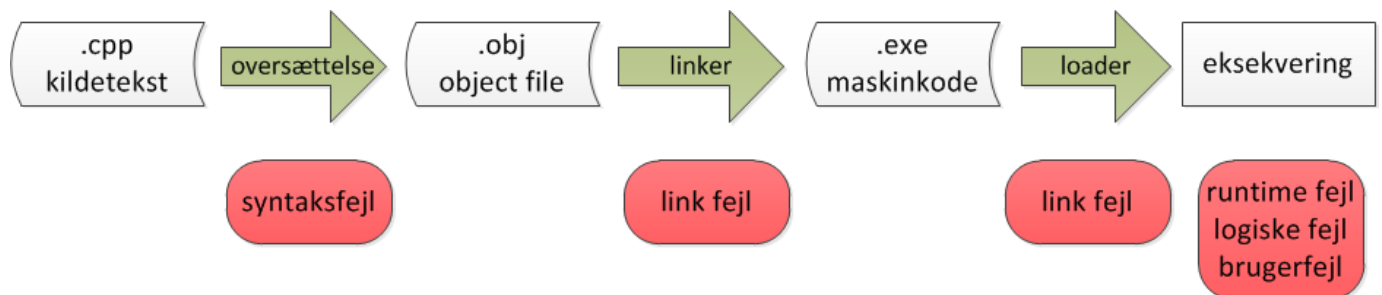 .cpp
kildetekst
oversættelse
.obj
object file
linker
.exe
maskinkode
loader
eksekvering
syntaksfejl
link fejl
link fejl
runtime fejl
logiske fejl
brugerfejl